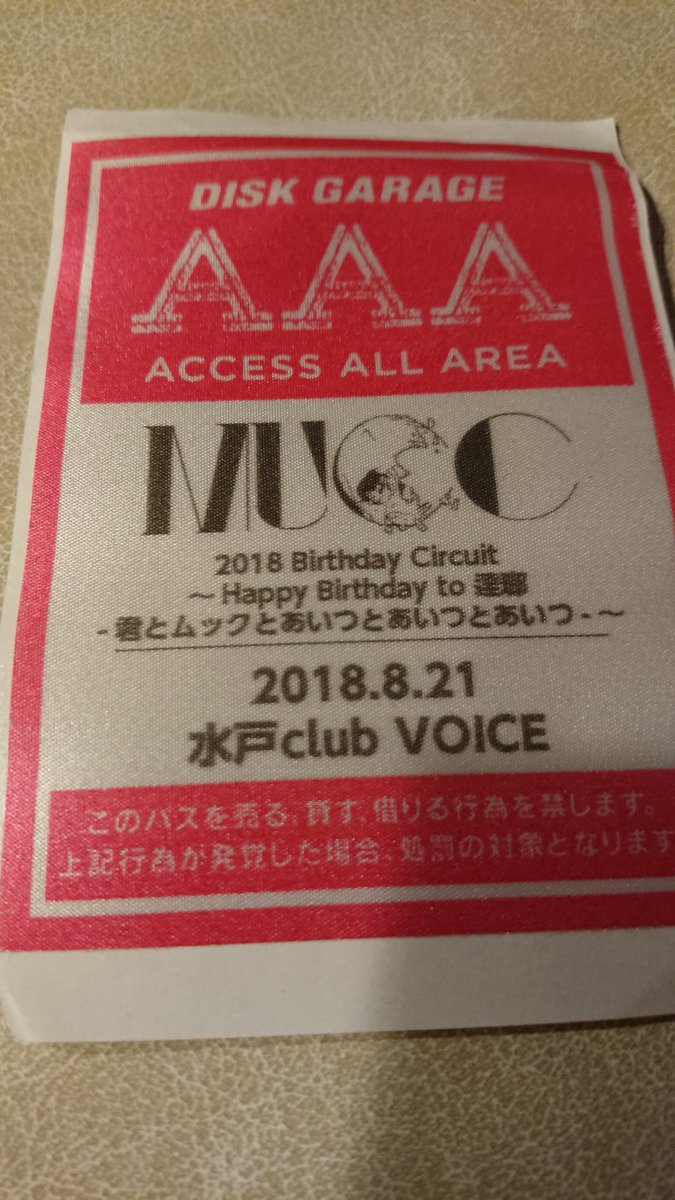 DISK GARAGE
AAA
ACCESS ALL AREA
MUCC
2018 Birthday Circuit
～Happy Birthday to 逹瑯
-君とムックとあいつとあいつとあいつ-～
2018.8.21
水戸club VOICE
このパスを売る、貸す、借りる行為を禁じます。
上記行為が発覚した場合、処罰の対象となります